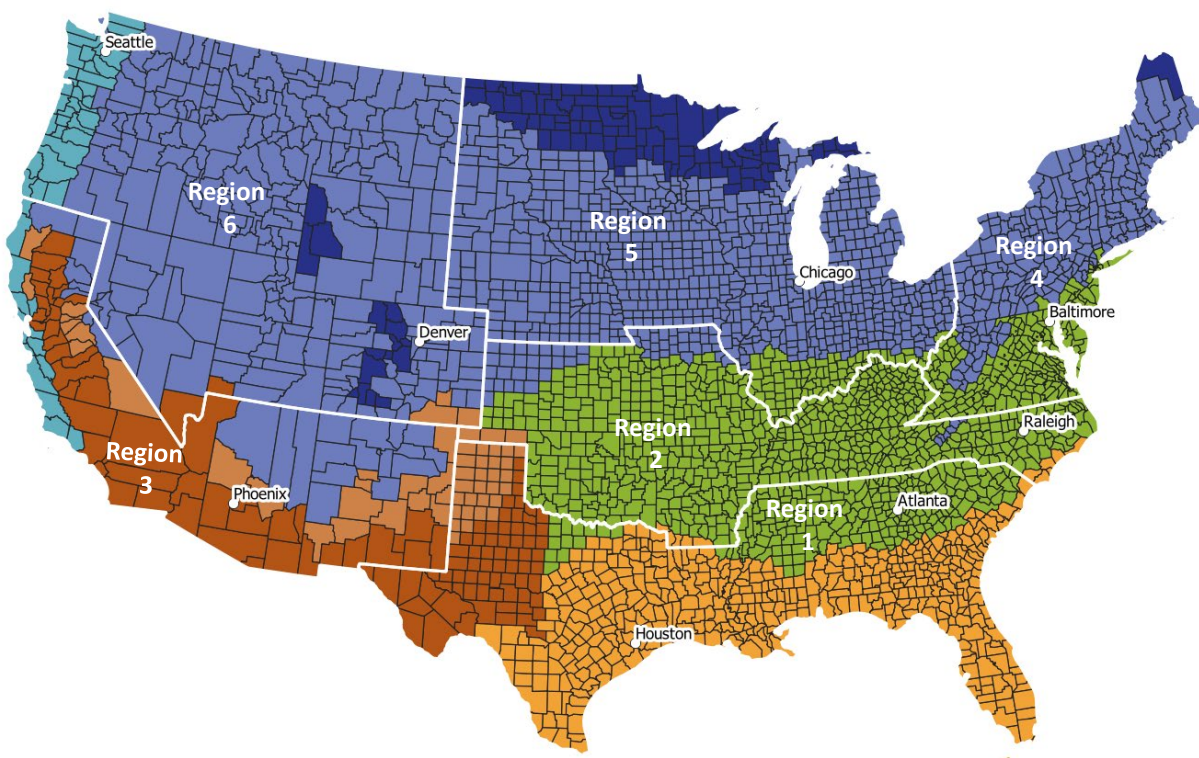 Seattle
Region
6
Region
5
Region
4
Chicago
Baltimore
Denver
Region
2
Raleigh
Region
3
Phoenix
Atlanta
Region
1
Houston